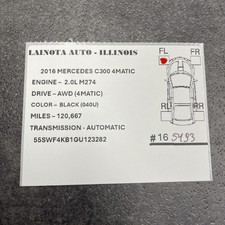 LAINOTA AUTO - ILLINOIS
FL
FR
2016 MERCEDES C300 4MATIC
ENGINE - 2.0L M274
DRIVE - AWD (4MATIC)
COLOR - BLACK (040U)
RL
RR
MILES - 120,667
TRANSMISSION - AUTOMATIC
#16 5493
55SWF4KB1GU123282